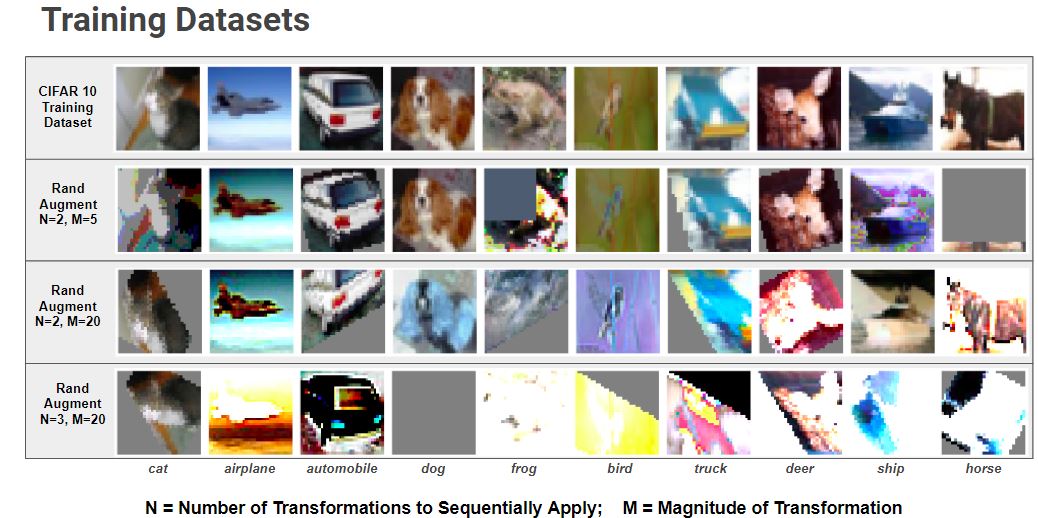 Training Datasets
CIFAR 10
Training
Dataset
Rand
Augment
N=2, M=5
Rand
Augment
N=2, M=20
Rand
Augment
N=3, M=20
cat airplane automobile dog frog bird truck deer ship horse
N = Number of Transformations to Sequentially Apply; M = Magnitude of Transformation